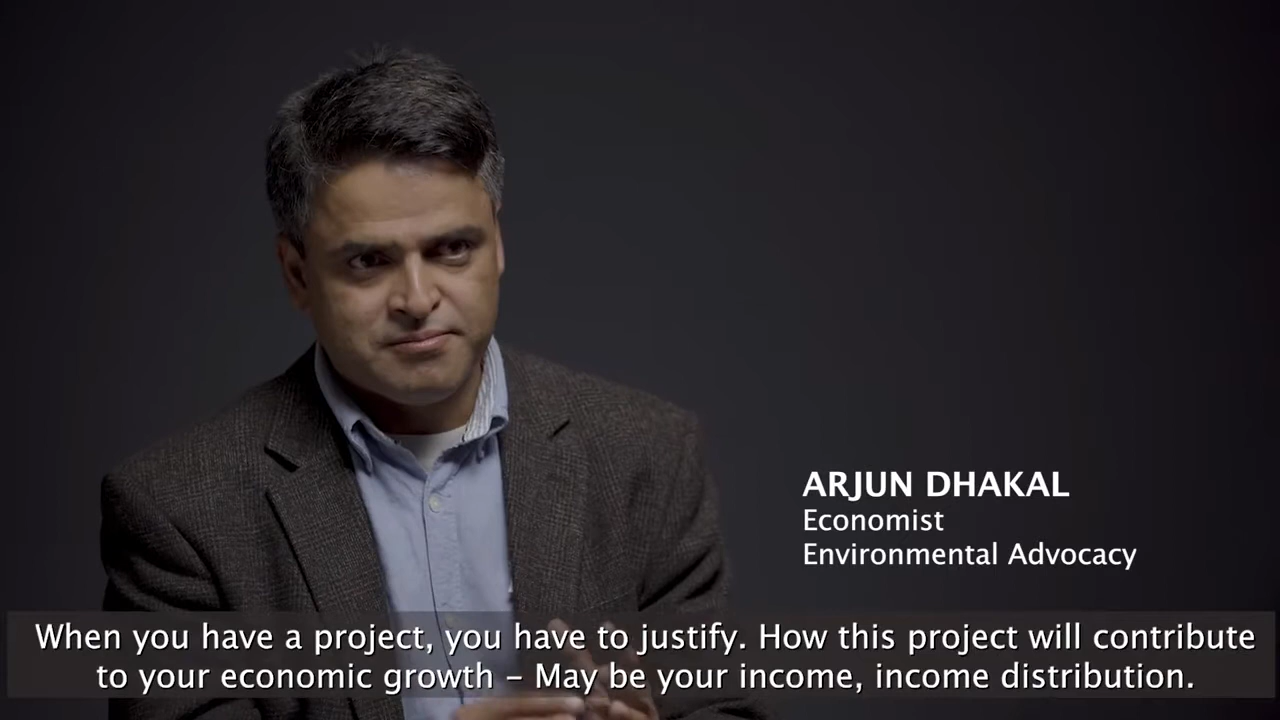 ARJUN DHAKAL
Economist
Environmental Advocacy
When you have a project, you have to justify. How this project will contribute
to your economic growth – May be your income, income distribution.